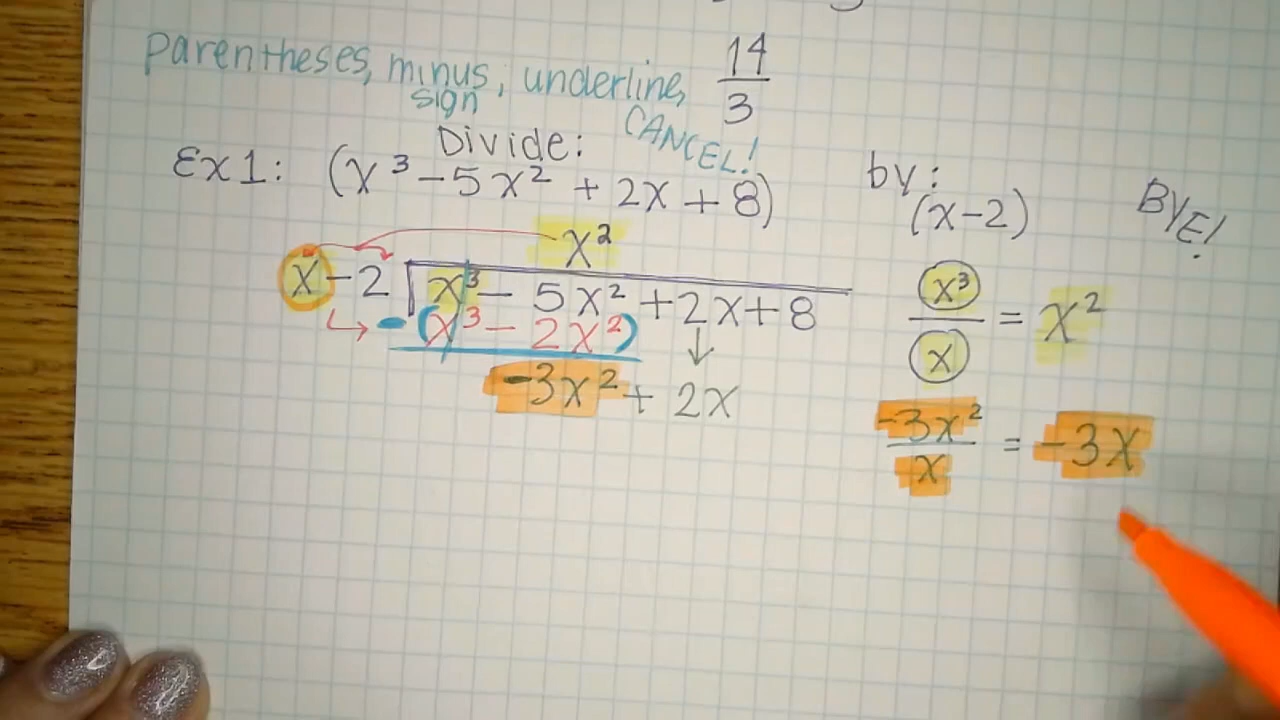 parentheses, minus sign, underline, CANCEL!
14/3
Divide:
Ex1: (x³ - 5x² + 2x + 8) by: (x-2) BYE!
x²
x - 2 x³ - 5x² + 2x + 8
- (x³ - 2x²)
-3x² + 2x
x³/x = x²
-3x²/x = -3x